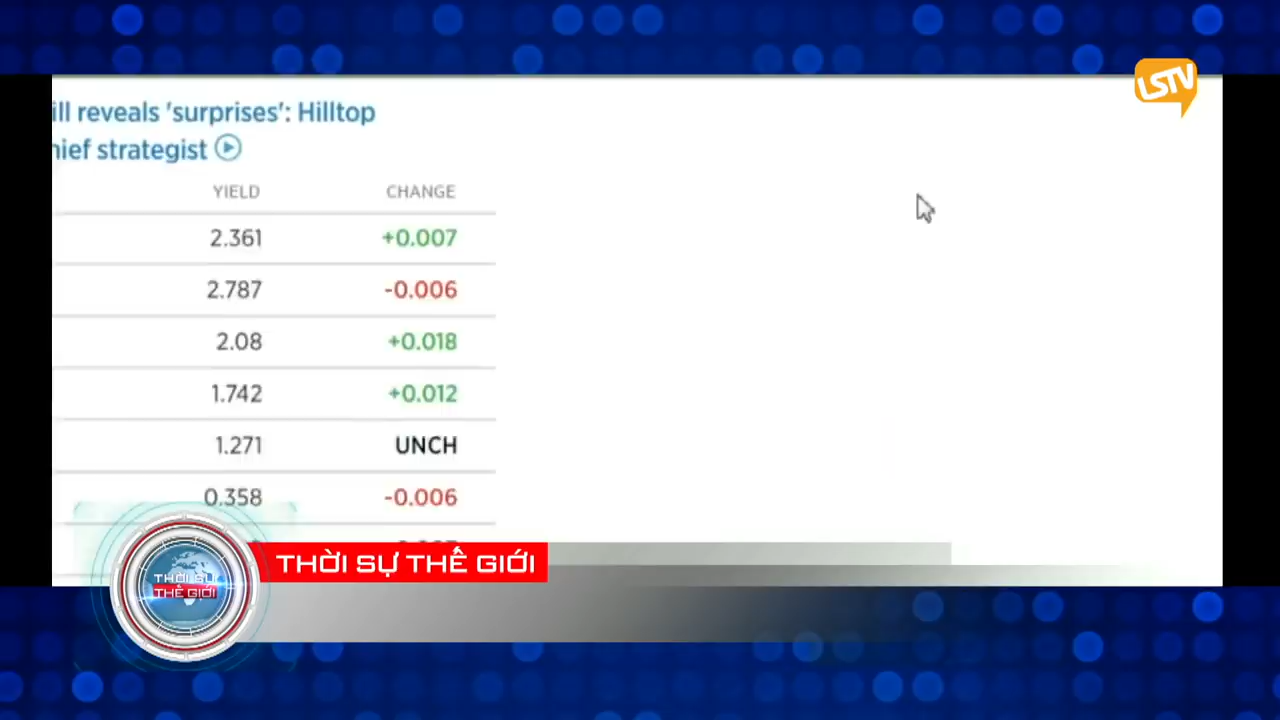 LSTV
ill reveals 'surprises': Hilltop
hief strategist
YIELD CHANGE
2.361 +0.007
2.787 -0.006
2.08 +0.018
1.742 +0.012
1.271 UNCH
0.358 -0.006
THỜI SỰ THẾ GIỚI
THỜI SỰ
THẾ GIỚI